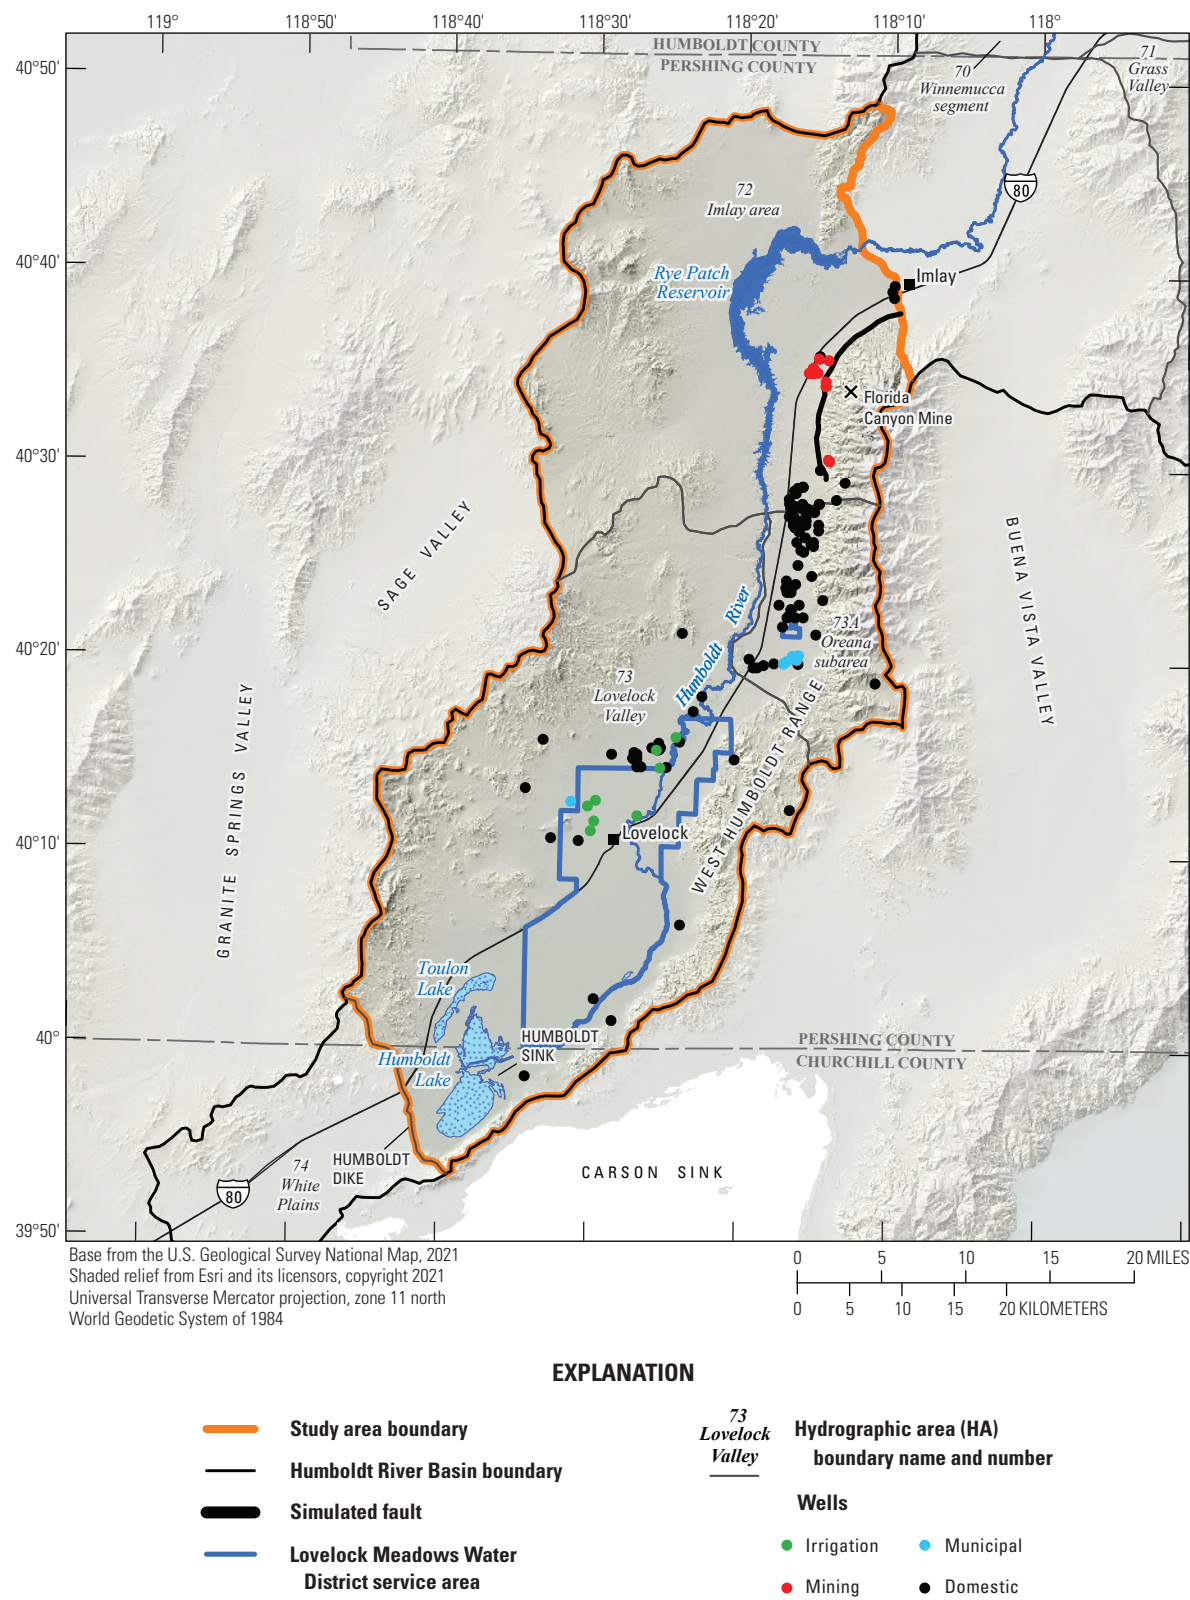 119°
118°50'
118°40'
118°30'
118°20'
118°10'
118°
40°50'
40°40'
40°30'
40°20'
40°10'
40°
39°50'
HUMBOLDT COUNTY
PERSHING COUNTY
70
Winnemucca
segment
71
Grass
Valley
80
72
Imlay area
Rye Patch
Reservoir
Imlay
Florida
Canyon Mine
SAGE VALLEY
BUENA VISTA VALLEY
Humboldt River
73A
Oreana
subarea
73
Lovelock
Valley
GRANITE SPRINGS VALLEY
WEST HUMBOLDT RANGE
Lovelock
Toulon
Lake
HUMBOLDT
SINK
Humboldt
Lake
PERSHING COUNTY
CHURCHILL COUNTY
HUMBOLDT
DIKE
74
White
Plains
80
CARSON SINK
Base from the U.S. Geological Survey National Map, 2021
Shaded relief from Esri and its licensors, copyright 2021
Universal Transverse Mercator projection, zone 11 north
World Geodetic System of 1984
0 5 10 15 20 MILES
0 5 10 15 20 KILOMETERS
EXPLANATION
Study area boundary
Humboldt River Basin boundary
Simulated fault
Lovelock Meadows Water
District service area
73
Lovelock
Valley
Hydrographic area (HA)
boundary name and number
Wells
Irrigation
Municipal
Mining
Domestic